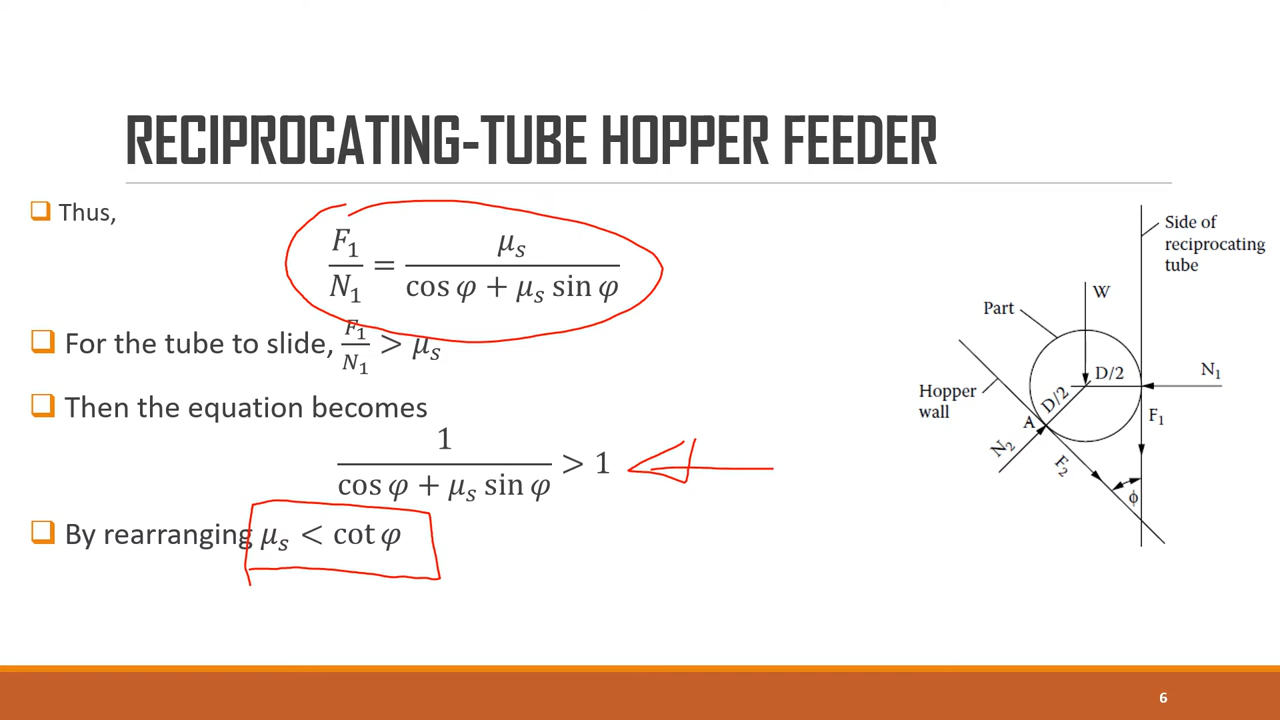 RECIPROCATING-TUBE HOPPER FEEDER
Thus,
F₁/N₁ = μₛ/(cos φ + μₛ sin φ)
For the tube to slide, F₁/N₁ > μₛ
Then the equation becomes
1/(cos φ + μₛ sin φ) > 1
By rearranging μₛ < cot φ
Side of
reciprocating
tube
W
Part
D/2
N₁
Hopper
wall
D/2
A
F₁
N₂
F₂
ϕ
6